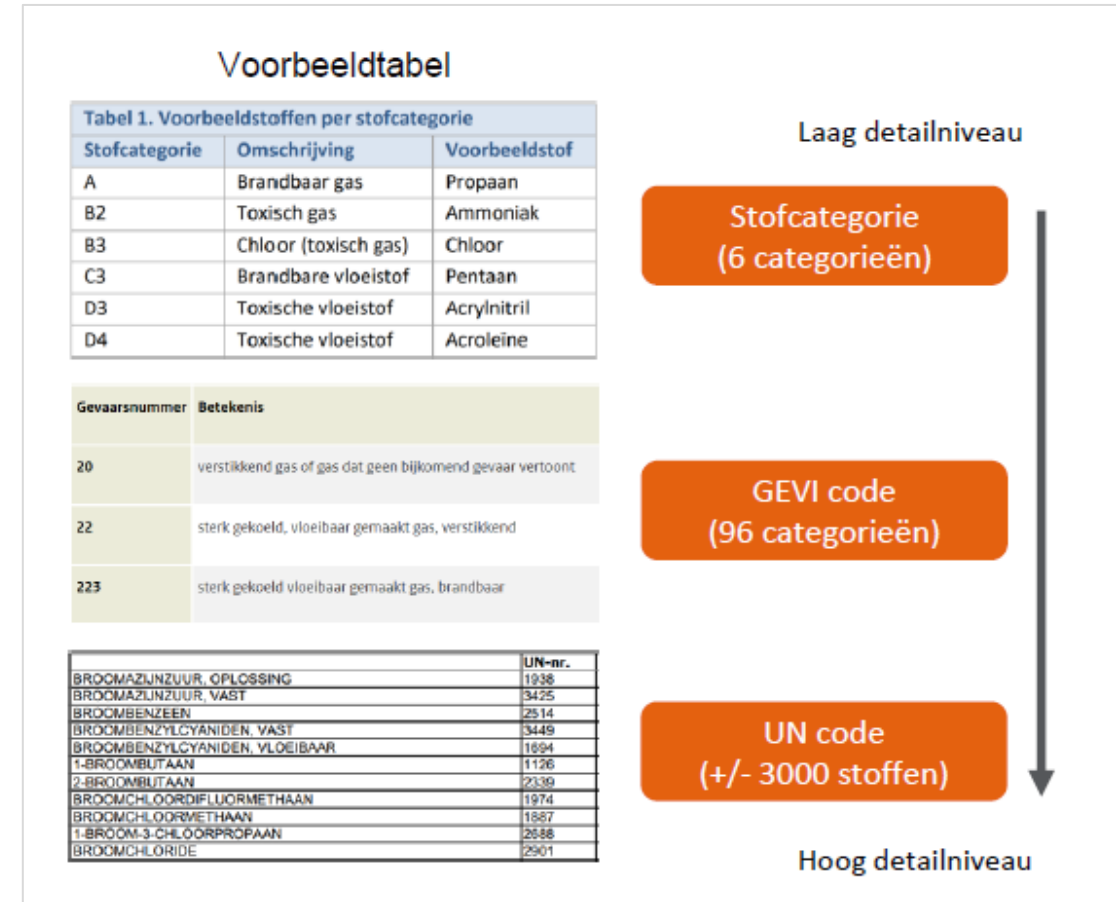 Voorbeeldtabel
Tabel 1. Voorbeeldstoffen per stofcategorie
Stofcategorie Omschrijving Voorbeeldstof
A Brandbaar gas Propaan
B2 Toxisch gas Ammoniak
B3 Chloor (toxisch gas) Chloor
C3 Brandbare vloeistof Pentaan
D3 Toxische vloeistof Acrylnitril
D4 Toxische vloeistof Acroleïne
Gevaarsnummer Betekenis
20 verstikkend gas of gas dat geen bijkomend gevaar vertoont
22 sterk gekoeld, vloeibaar gemaakt gas, verstikkend
223 sterk gekoeld vloeibaar gemaakt gas, brandbaar
UN-nr.
BROOMAZIJNZUUR, OPLOSSING 1938
BROOMAZIJNZUUR, VAST 3425
BROOMBENZEEN 2514
BROOMBENZYLCYANIDEN, VAST 3449
BROOMBENZYLCYANIDEN, VLOEIBAAR 1694
1-BROOMBUTAAN 1126
2-BROOMBUTAAN 2339
BROOMCHLOORDIFLUORMETHAAN 1974
BROOMCHLOORMETHAAN 1887
1-BROOM-3-CHLOORPROPAAN 2688
BROOMCHLORIDE 2901
Laag detailniveau
Stofcategorie
(6 categorieën)
GEVI code
(96 categorieën)
UN code
(+/- 3000 stoffen)
Hoog detailniveau